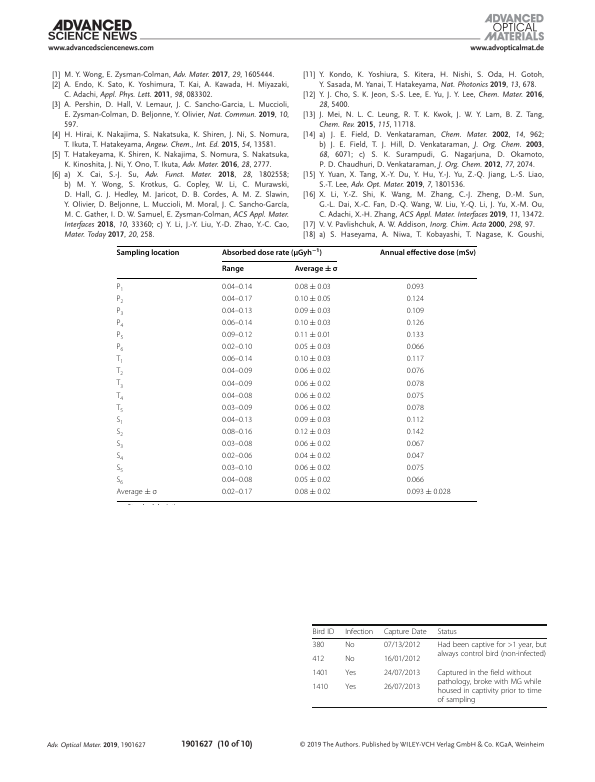 ADVANCED
SCIENCE NEWS
www.advancedsciencenews.com
ADVANCED
OPTICAL
MATERIALS
www.advopticalmat.de
[1] M. Y. Wong, E. Zysman-Colman, Adv. Mater. 2017, 29, 1605444.
[2] A. Endo, K. Sato, K. Yoshimura, T. Kai, A. Kawada, H. Miyazaki,
C. Adachi, Appl. Phys. Lett. 2011, 98, 083302.
[3] A. Pershin, D. Hall, V. Lemaur, J. C. Sancho-Garcia, L. Muccioli,
E. Zysman-Colman, D. Beljonne, Y. Olivier, Nat. Commun. 2019, 10,
597.
[4] H. Hirai, K. Nakajima, S. Nakatsuka, K. Shiren, J. Ni, S. Nomura,
T. Ikuta, T. Hatakeyama, Angew. Chem., Int. Ed. 2015, 54, 13581.
[5] T. Hatakeyama, K. Shiren, K. Nakajima, S. Nomura, S. Nakatsuka,
K. Kinoshita, J. Ni, Y. Ono, T. Ikuta, Adv. Mater. 2016, 28, 2777.
[6] a) X. Cai, S.-J. Su, Adv. Funct. Mater. 2018, 28, 1802558;
b) M. Y. Wong, S. Krotkus, G. Copley, W. Li, C. Murawski,
D. Hall, G. J. Hedley, M. Jaricot, D. B. Cordes, A. M. Z. Slawin,
Y. Olivier, D. Beljonne, L. Muccioli, M. Moral, J. C. Sancho-Garcia,
M. C. Gather, I. D. W. Samuel, E. Zysman-Colman, ACS Appl. Mater.
Interfaces 2018, 10, 33360; c) Y. Li, J.-Y. Liu, Y.-D. Zhao, Y.-C. Cao,
Mater. Today 2017, 20, 258.
[11] Y. Kondo, K. Yoshiura, S. Kitera, H. Nishi, S. Oda, H. Gotoh,
Y. Sasada, M. Yanai, T. Hatakeyama, Nat. Photonics 2019, 13, 678.
[12] Y. J. Cho, S. K. Jeon, S.-S. Lee, E. Yu, J. Y. Lee, Chem. Mater. 2016,
28, 5400.
[13] J. Mei, N. L. C. Leung, R. T. K. Kwok, J. W. Y. Lam, B. Z. Tang,
Chem. Rev. 2015, 115, 11718.
[14] a) J. E. Field, D. Venkataraman, Chem. Mater. 2002, 14, 962;
b) J. E. Field, T. J. Hill, D. Venkataraman, J. Org. Chem. 2003,
68, 6071; c) S. K. Surampudi, G. Nagarjuna, D. Okamoto,
P. D. Chaudhuri, D. Venkataraman, J. Org. Chem. 2012, 77, 2074.
[15] Y. Yuan, X. Tang, X.-Y. Du, Y. Hu, Y.-J. Yu, Z.-Q. Jiang, L.-S. Liao,
S.-T. Lee, Adv. Opt. Mater. 2019, 7, 1801536.
[16] X. Li, Y.-Z. Shi, K. Wang, M. Zhang, C.-J. Zheng, D.-M. Sun,
G.-L. Dai, X.-C. Fan, D.-Q. Wang, W. Liu, Y.-Q. Li, J. Yu, X.-M. Ou,
C. Adachi, X.-H. Zhang, ACS Appl. Mater. Interfaces 2019, 11, 13472.
[17] V. V. Pavlishchuk, A. W. Addison, Inorg. Chim Acta 2000, 298, 97.
[18] a) S. Haseyama, A. Niwa, T. Kobayashi, T. Nagase, K. Goushi,
Sampling location Absorbed dose rate (μGyh⁻¹) Annual effective dose (mSv)
Range Average ± σ
P₁ 0.04–0.14 0.08 ± 0.03 0.093
P₂ 0.04–0.17 0.10 ± 0.05 0.124
P₃ 0.04–0.13 0.09 ± 0.03 0.109
P₄ 0.06–0.14 0.10 ± 0.03 0.126
P₅ 0.09–0.12 0.11 ± 0.01 0.133
P₆ 0.02–0.10 0.05 ± 0.03 0.066
T₁ 0.06–0.14 0.10 ± 0.03 0.117
T₂ 0.04–0.09 0.06 ± 0.02 0.076
T₃ 0.04–0.09 0.06 ± 0.02 0.078
T₄ 0.04–0.08 0.06 ± 0.02 0.075
T₅ 0.03–0.09 0.06 ± 0.02 0.078
S₁ 0.04–0.13 0.09 ± 0.03 0.112
S₂ 0.08–0.16 0.12 ± 0.03 0.142
S₃ 0.03–0.08 0.06 ± 0.02 0.067
S₄ 0.02–0.06 0.04 ± 0.02 0.047
S₅ 0.03–0.10 0.06 ± 0.02 0.075
S₆ 0.04–0.08 0.05 ± 0.02 0.066
Average ± σ 0.02–0.17 0.08 ± 0.02 0.093 ± 0.028
Bird ID Infection Capture Date Status
380 No 07/13/2012 Had been captive for >1 year, but
always control bird (non-infected)
412 No 16/01/2012
1401 Yes 24/07/2013 Captured in the field without
pathology, broke with MG while
1410 Yes 26/07/2013 housed in captivity prior to time
of sampling
Adv. Optical Mater. 2019, 1901627
1901627 (10 of 10)
© 2019 The Authors. Published by WILEY-VCH Verlag GmbH & Co. KGaA, Weinheim